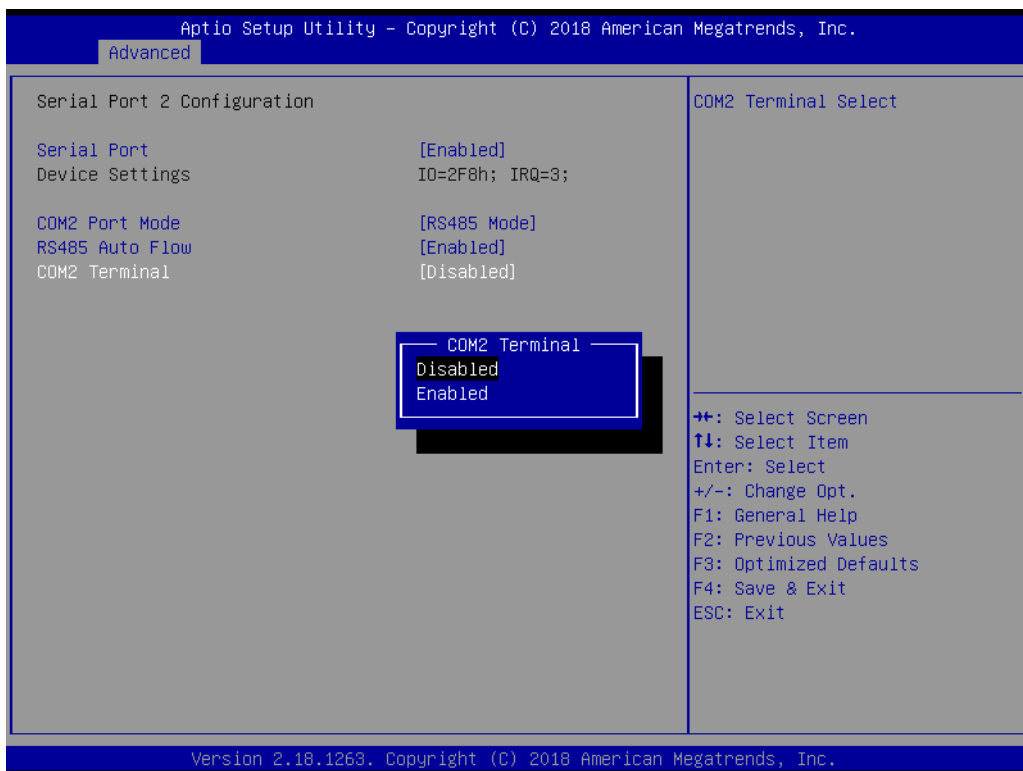 Aptio Setup Utility – Copyright (C) 2018 American Megatrends, Inc.
Advanced
Serial Port 2 Configuration
Serial Port [Enabled]
Device Settings IO=2F8h; IRQ=3;
COM2 Port Mode [RS485 Mode]
RS485 Auto Flow [Enabled]
COM2 Terminal [Disabled]
COM2 Terminal
Disabled
Enabled
COM2 Terminal Select
→←: Select Screen
↑↓: Select Item
Enter: Select
+/-: Change Opt.
F1: General Help
F2: Previous Values
F3: Optimized Defaults
F4: Save & Exit
ESC: Exit
Version 2.18.1263. Copyright (C) 2018 American Megatrends, Inc.